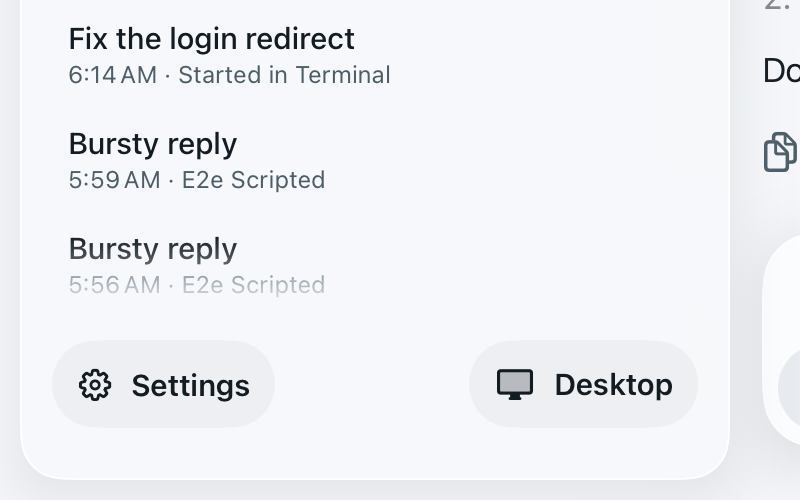 Fix the login redirect
6:14 AM · Started in Terminal
Bursty reply
5:59 AM · E2e Scripted
Bursty reply
5:56 AM · E2e Scripted
Settings
Desktop
2.
Do